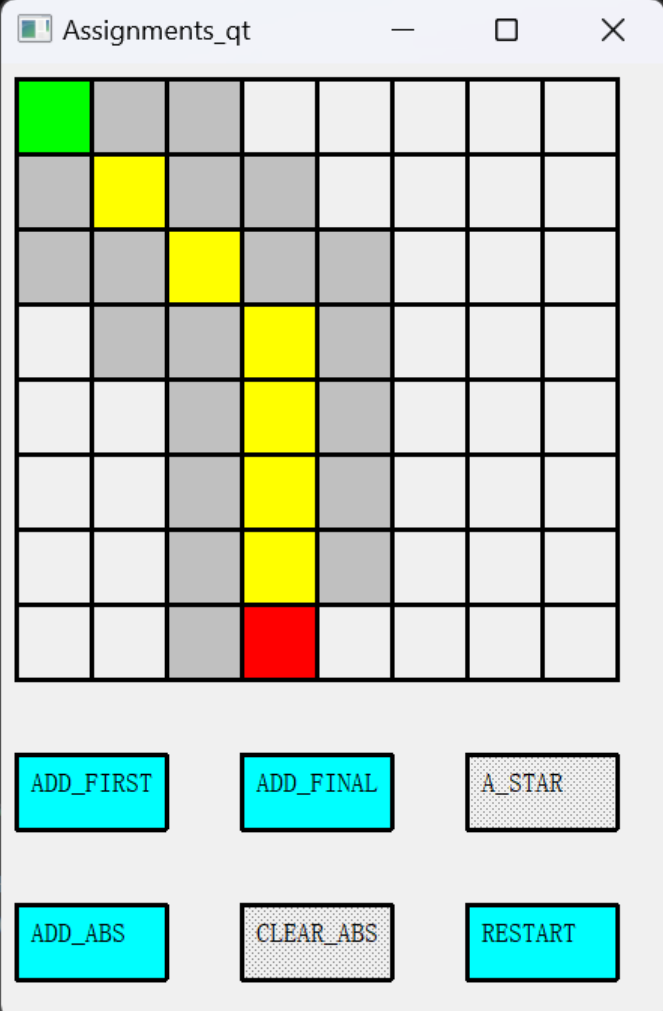 Assignments_qt
ADD_FIRST
ADD_FINAL
A_STAR
ADD_ABS
CLEAR_ABS
RESTART